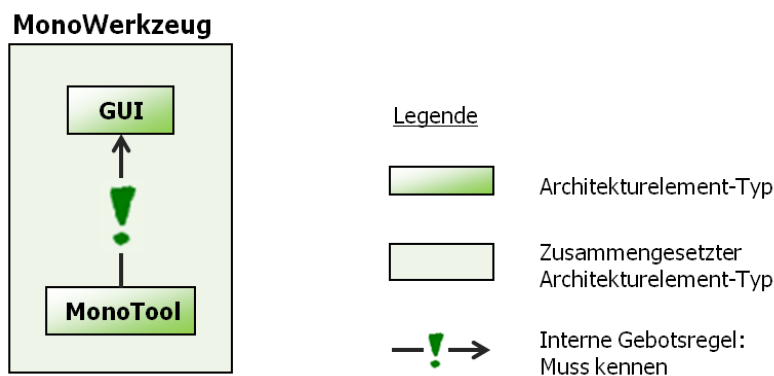 MonoWerkzeug
GUI
MonoTool
Legende
Architekturelement-Typ
Zusammengesetzter
Architekturelement-Typ
Interne Gebotsregel:
Muss kennen